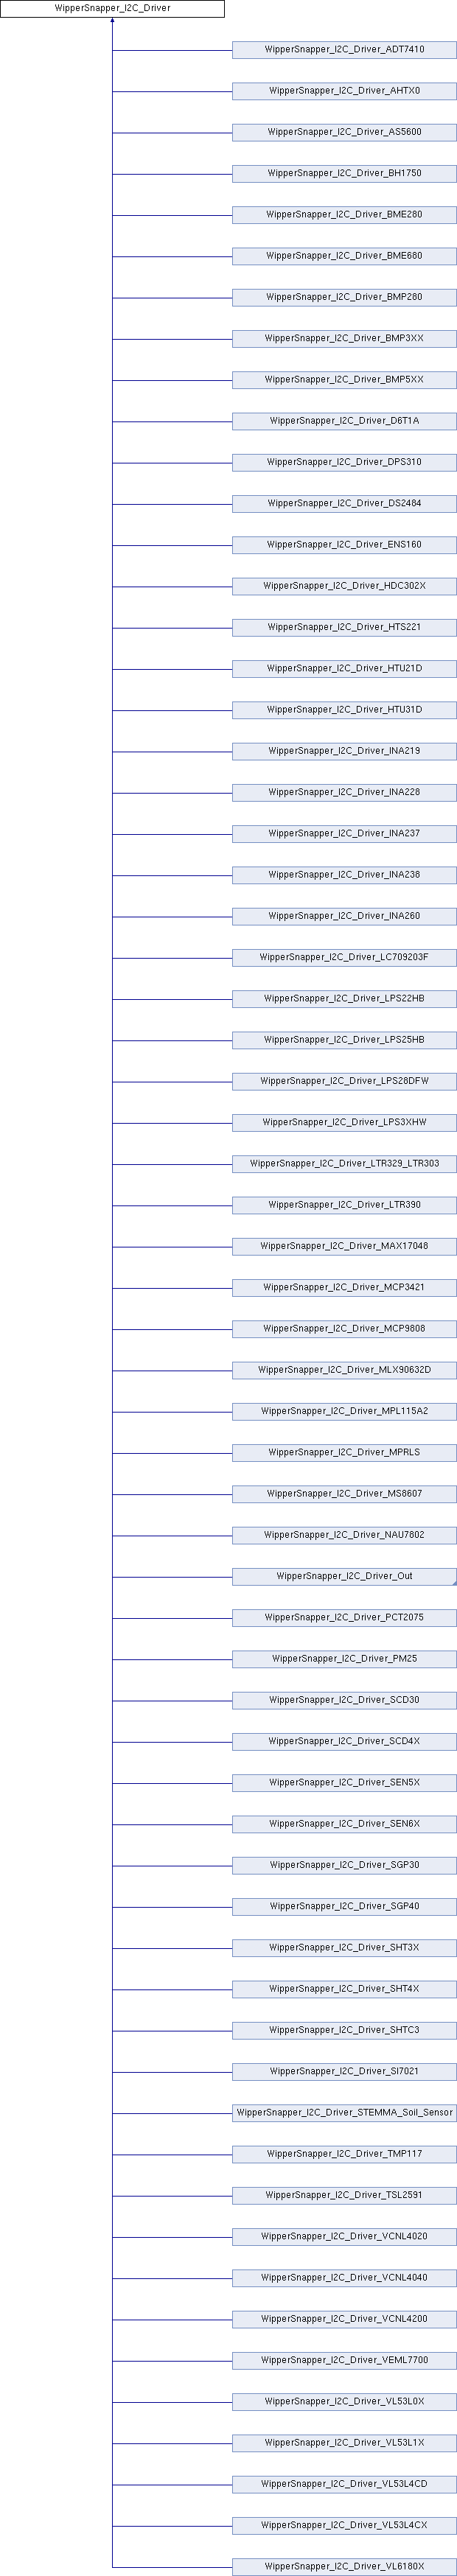 WipperSnapper_I2C_Driver
WipperSnapper_I2C_Driver_ADT7410
WipperSnapper_I2C_Driver_AHTX0
WipperSnapper_I2C_Driver_AS5600
WipperSnapper_I2C_Driver_BH1750
WipperSnapper_I2C_Driver_BME280
WipperSnapper_I2C_Driver_BME680
WipperSnapper_I2C_Driver_BMP280
WipperSnapper_I2C_Driver_BMP3XX
WipperSnapper_I2C_Driver_BMP5XX
WipperSnapper_I2C_Driver_D6T1A
WipperSnapper_I2C_Driver_DPS310
WipperSnapper_I2C_Driver_DS2484
WipperSnapper_I2C_Driver_ENS160
WipperSnapper_I2C_Driver_HDC302X
WipperSnapper_I2C_Driver_HTS221
WipperSnapper_I2C_Driver_HTU21D
WipperSnapper_I2C_Driver_HTU31D
WipperSnapper_I2C_Driver_INA219
WipperSnapper_I2C_Driver_INA228
WipperSnapper_I2C_Driver_INA237
WipperSnapper_I2C_Driver_INA238
WipperSnapper_I2C_Driver_INA260
WipperSnapper_I2C_Driver_LC709203F
WipperSnapper_I2C_Driver_LPS22HB
WipperSnapper_I2C_Driver_LPS25HB
WipperSnapper_I2C_Driver_LPS28DFW
WipperSnapper_I2C_Driver_LPS3XHW
WipperSnapper_I2C_Driver_LTR329_LTR303
WipperSnapper_I2C_Driver_LTR390
WipperSnapper_I2C_Driver_MAX17048
WipperSnapper_I2C_Driver_MCP3421
WipperSnapper_I2C_Driver_MCP9808
WipperSnapper_I2C_Driver_MLX90632D
WipperSnapper_I2C_Driver_MPL115A2
WipperSnapper_I2C_Driver_MPRLS
WipperSnapper_I2C_Driver_MS8607
WipperSnapper_I2C_Driver_NAU7802
WipperSnapper_I2C_Driver_Out
WipperSnapper_I2C_Driver_PCT2075
WipperSnapper_I2C_Driver_PM25
WipperSnapper_I2C_Driver_SCD30
WipperSnapper_I2C_Driver_SCD4X
WipperSnapper_I2C_Driver_SEN5X
WipperSnapper_I2C_Driver_SEN6X
WipperSnapper_I2C_Driver_SGP30
WipperSnapper_I2C_Driver_SGP40
WipperSnapper_I2C_Driver_SHT3X
WipperSnapper_I2C_Driver_SHT4X
WipperSnapper_I2C_Driver_SHTC3
WipperSnapper_I2C_Driver_SI7021
WipperSnapper_I2C_Driver_STEMMA_Soil_Sensor
WipperSnapper_I2C_Driver_TMP117
WipperSnapper_I2C_Driver_TSL2591
WipperSnapper_I2C_Driver_VCNL4020
WipperSnapper_I2C_Driver_VCNL4040
WipperSnapper_I2C_Driver_VCNL4200
WipperSnapper_I2C_Driver_VEML7700
WipperSnapper_I2C_Driver_VL53L0X
WipperSnapper_I2C_Driver_VL53L1X
WipperSnapper_I2C_Driver_VL53L4CD
WipperSnapper_I2C_Driver_VL53L4CX
WipperSnapper_I2C_Driver_VL6180X